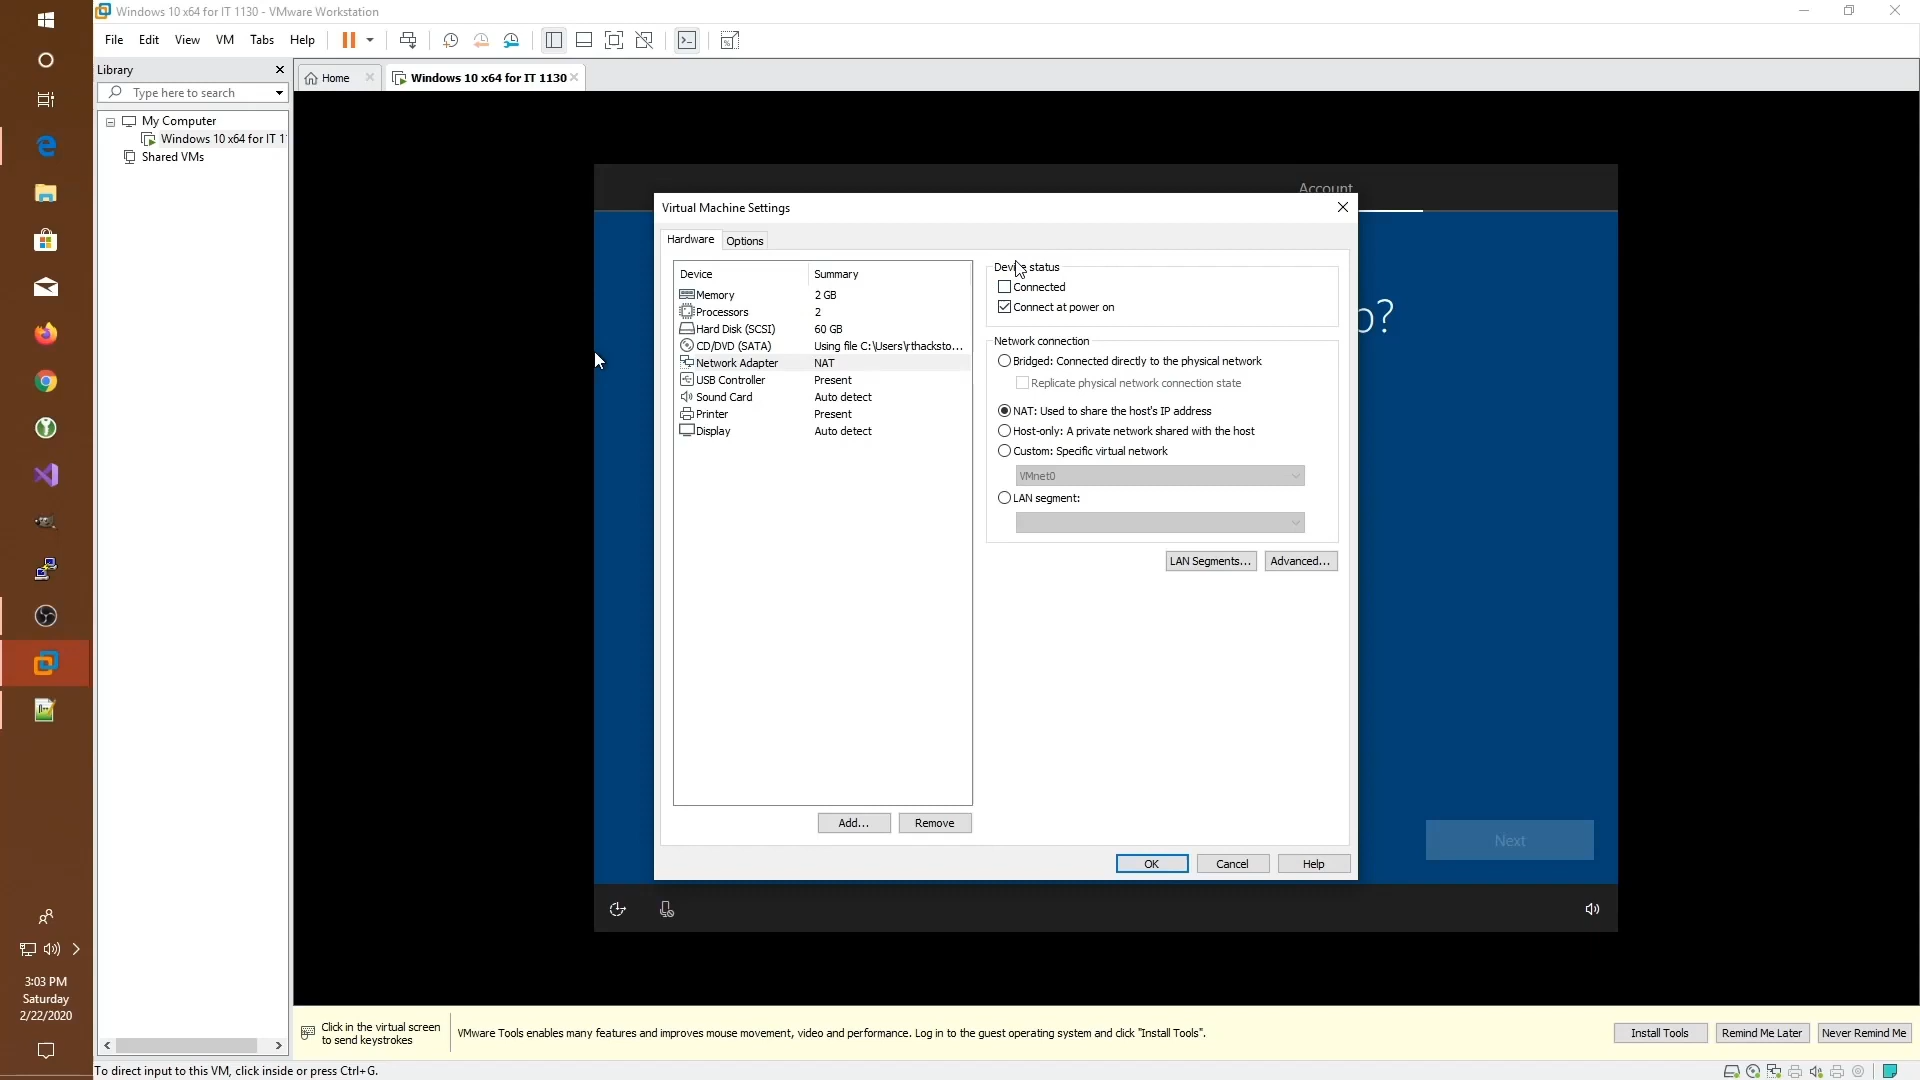 Windows 10 x64 for IT 1130 - VMware Workstation
File Edit View VM Tabs Help
Library
Type here to search
My Computer
Windows 10 x64 for IT 1
Shared VMs
Home
Windows 10 x64 for IT 1130
Account
Virtual Machine Settings
Hardware Options
Device Summary
Memory 2 GB
Processors 2
Hard Disk (SCSI) 60 GB
CD/DVD (SATA) Using file C:\Users\rthacksto...
Network Adapter NAT
USB Controller Present
Sound Card Auto detect
Printer Present
Display Auto detect
Add... Remove
Device status
Connected
Connect at power on
Network connection
Bridged: Connected directly to the physical network
Replicate physical network connection state
NAT: Used to share the host's IP address
Host-only: A private network shared with the host
Custom: Specific virtual network
VMnet0
LAN segment:
LAN Segments... Advanced...
OK Cancel Help
p?
Next
Click in the virtual screen
to send keystrokes
VMware Tools enables many features and improves mouse movement, video and performance. Log in to the guest operating system and click "Install Tools".
Install Tools Remind Me Later Never Remind Me
To direct input to this VM, click inside or press Ctrl+G.
3:03 PM
Saturday
2/22/2020